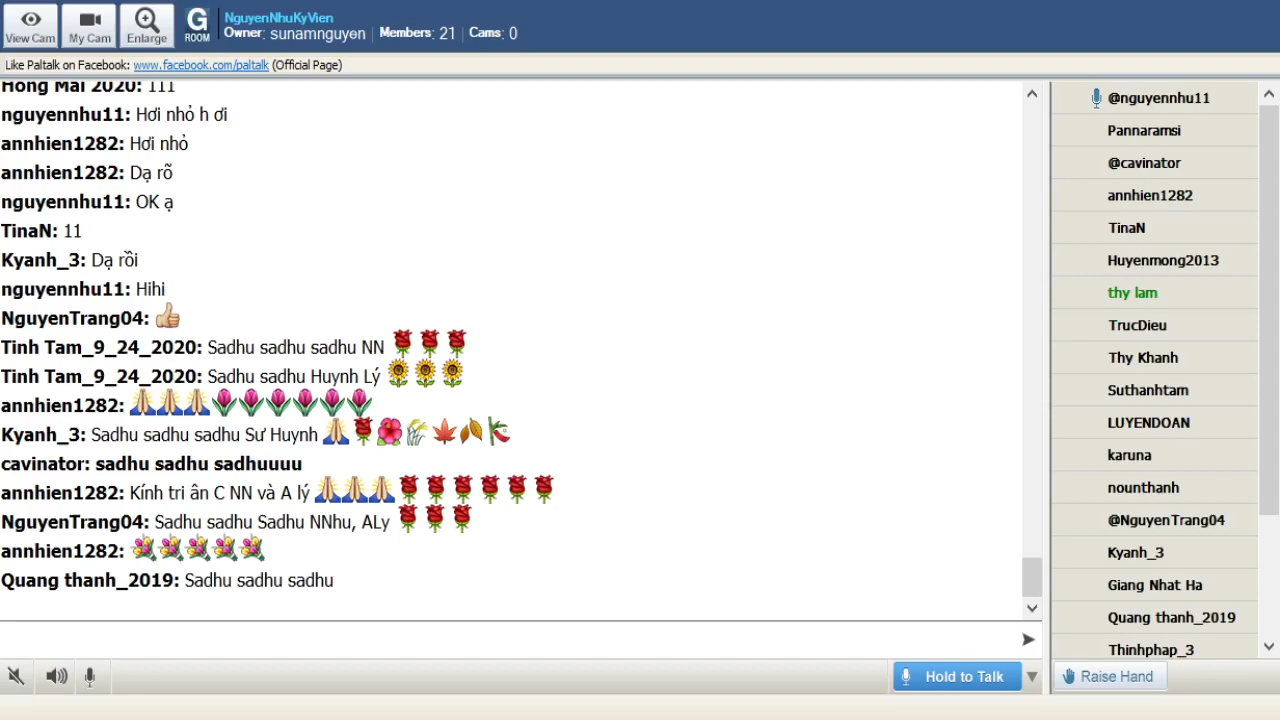 View Cam
My Cam
Enlarge
G
ROOM
NguyenNhuKyVien
Owner: sunamnguyen | Members: 21 | Cams: 0
Like Paltalk on Facebook: www.facebook.com/paltalk (Official Page)
Hong Mai 2020: 111
nguyennhu11: Hơi nhỏ h ơi
annhien1282: Hơi nhỏ
annhien1282: Dạ rõ
nguyennhu11: OK ạ
TinaN: 11
Kyanh_3: Dạ rồi
nguyennhu11: Hihi
NguyenTrang04:
Tinh Tam_9_24_2020: Sadhu sadhu sadhu NN
Tinh Tam_9_24_2020: Sadhu sadhu Huynh Lý
annhien1282:
Kyanh_3: Sadhu sadhu sadhu Sư Huynh
cavinator: sadhu sadhu sadhuuuu
annhien1282: Kính tri ân C NN và A lý
NguyenTrang04: Sadhu sadhu Sadhu NNhu, ALy
annhien1282:
Quang thanh_2019: Sadhu sadhu sadhu
@nguyennhu11
Pannaramsi
@cavinator
annhien1282
TinaN
Huyenmong2013
thy lam
TrucDieu
Thy Khanh
Suthanhtam
LUYENDOAN
karuna
nounthanh
@NguyenTrang04
Kyanh_3
Giang Nhat Ha
Quang thanh_2019
Thinhphap_3
Hold to Talk
Raise Hand